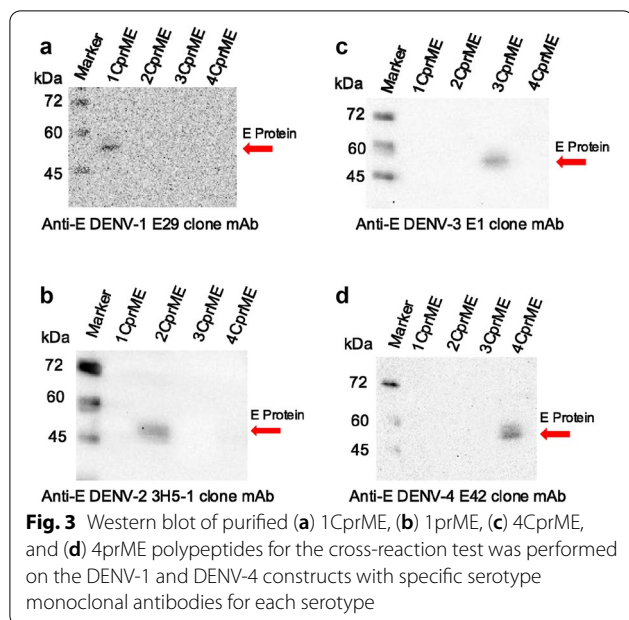 a
kDa
Marker 1CprME 2CprME 3CprME 4CprME
72
60
45
E Protein
Anti-E DENV-1 E29 clone mAb
b
kDa
Marker 1CprME 2CprME 3CprME 4CprME
72
60
45
E Protein
Anti-E DENV-2 3H5-1 clone mAb
c
kDa
Marker 1CprME 2CprME 3CprME 4CprME
72
60
45
E Protein
Anti-E DENV-3 E1 clone mAb
d
kDa
Marker 1CprME 2CprME 3CprME 4CprME
72
60
45
E Protein
Anti-E DENV-4 E42 clone mAb
Fig. 3 Western blot of purified (a) 1CprME, (b) 1prME, (c) 4CprME,
and (d) 4prME polypeptides for the cross-reaction test was performed
on the DENV-1 and DENV-4 constructs with specific serotype
monoclonal antibodies for each serotype